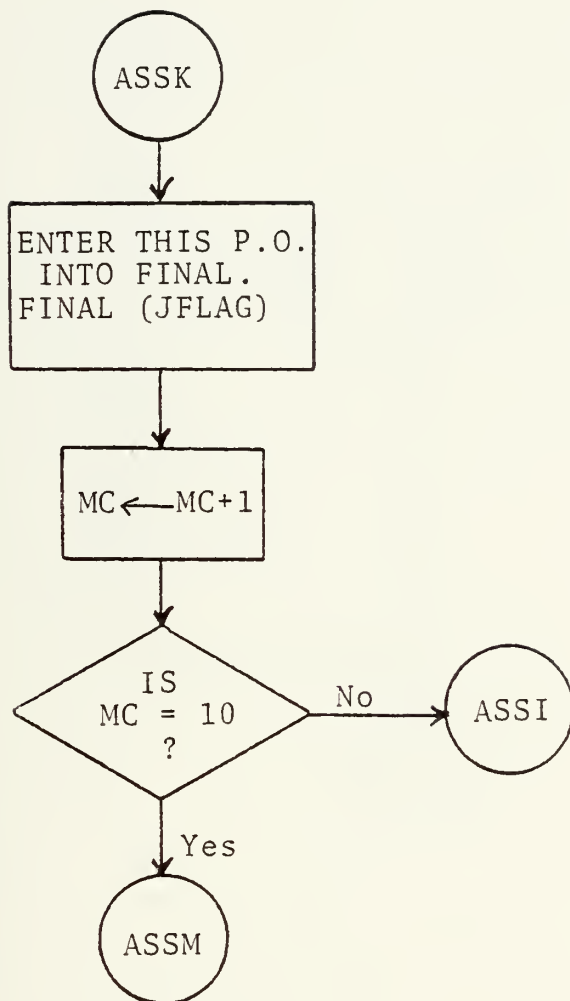 ASSK
ENTER THIS P.O.
INTO FINAL.
FINAL (JFLAG)
MC ← MC+1
IS
MC = 10
?
No
ASSI
Yes
ASSM